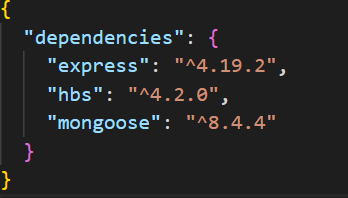 {
"dependencies": {
"express": "^4.19.2",
"hbs": "^4.2.0",
"mongoose": "^8.4.4"
}
}